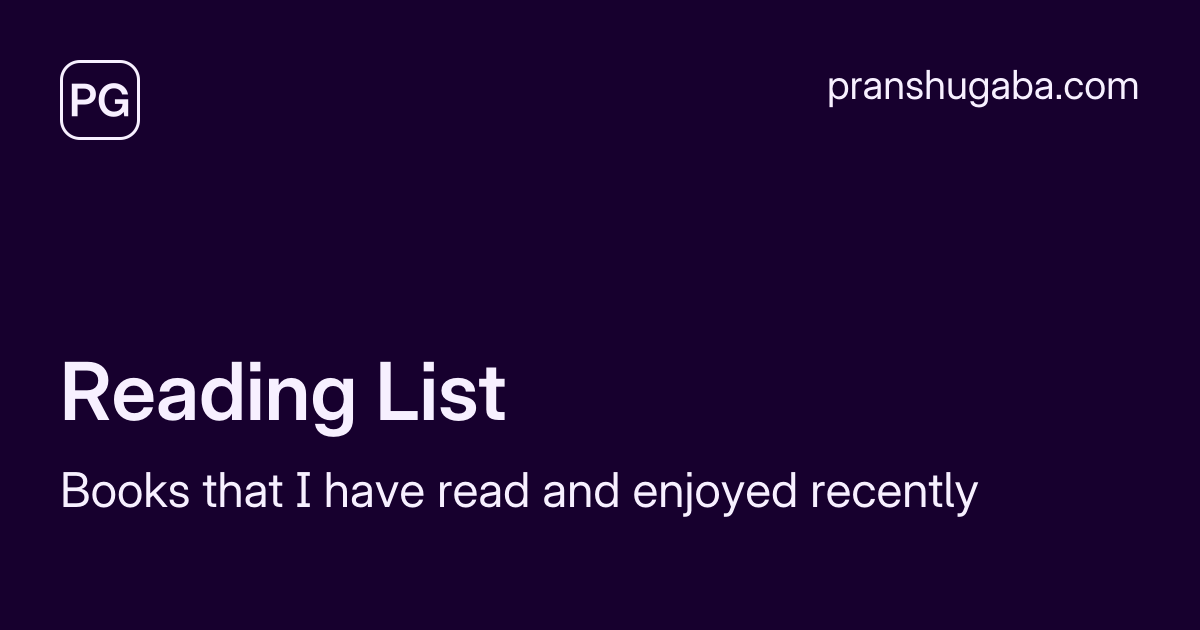 PG
pranshugaba.com
Reading List
Books that I have read and enjoyed recently